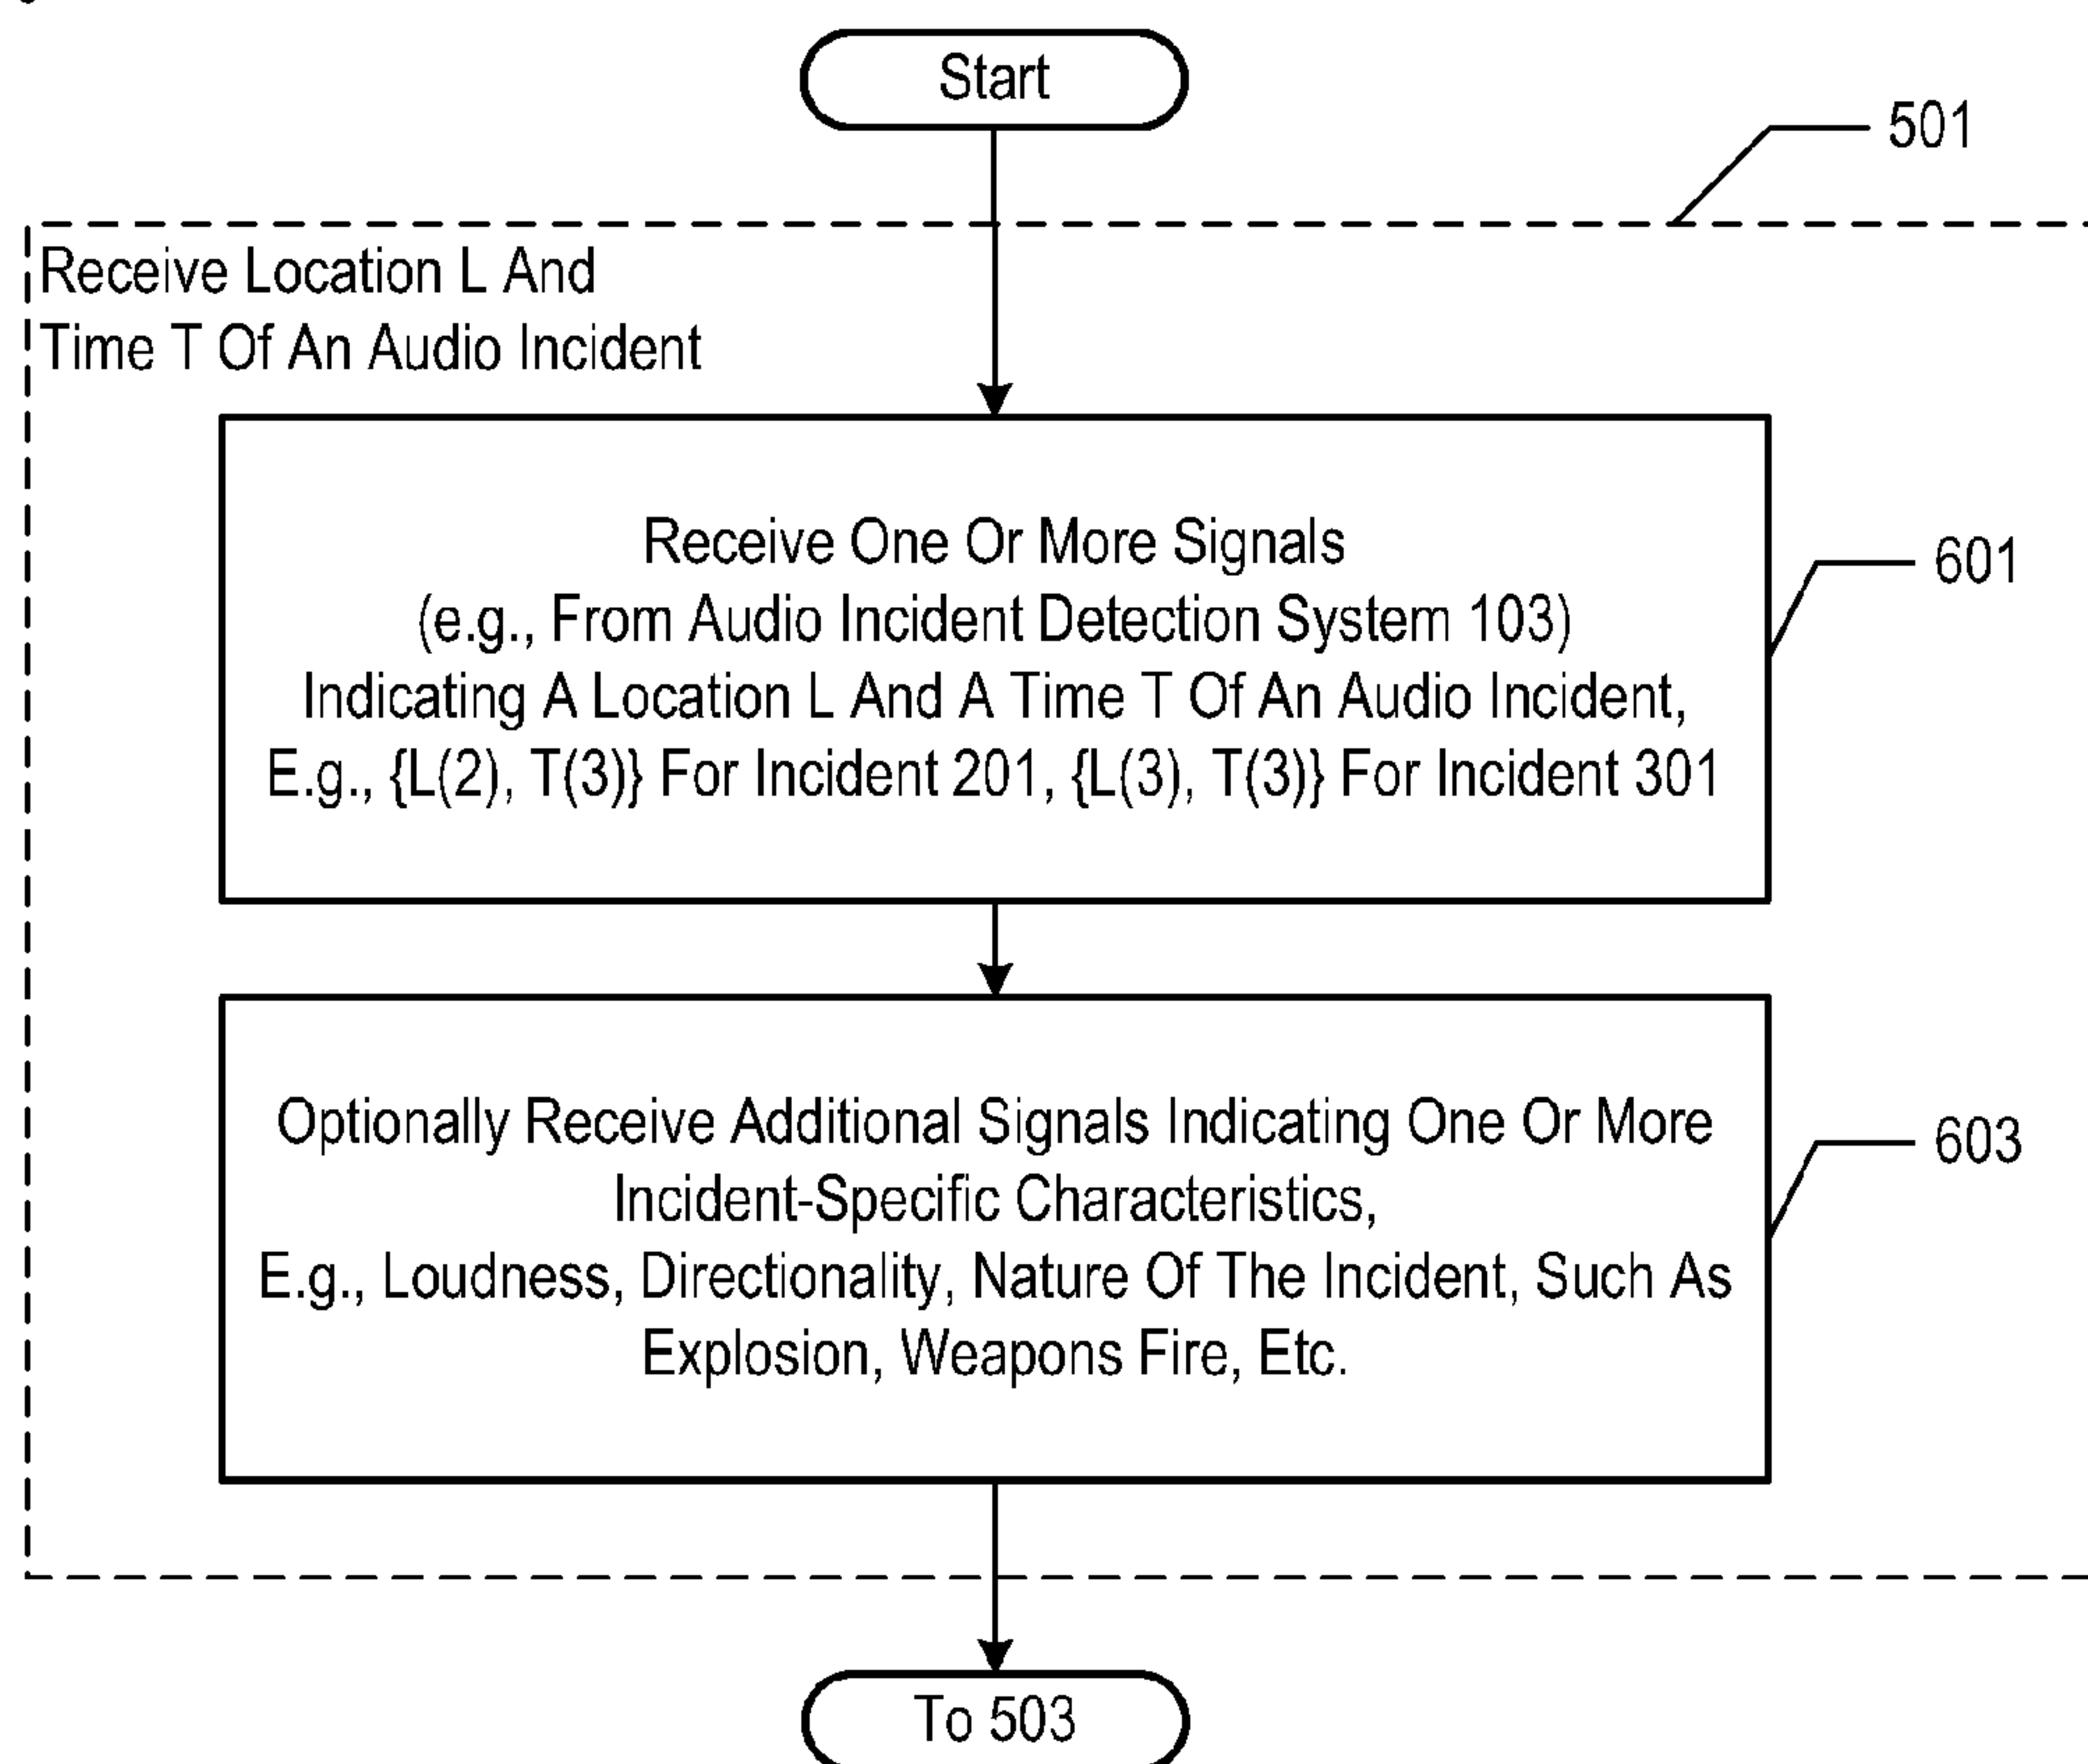 Start
501
Receive Location L And
Time T Of An Audio Incident
Receive One Or More Signals
(e.g., From Audio Incident Detection System 103)
Indicating A Location L And A Time T Of An Audio Incident,
E.g., {L(2), T(3)} For Incident 201, {L(3), T(3)} For Incident 301
601
Optionally Receive Additional Signals Indicating One Or More
Incident-Specific Characteristics,
E.g., Loudness, Directionality, Nature Of The Incident, Such As
Explosion, Weapons Fire, Etc.
603
To 503